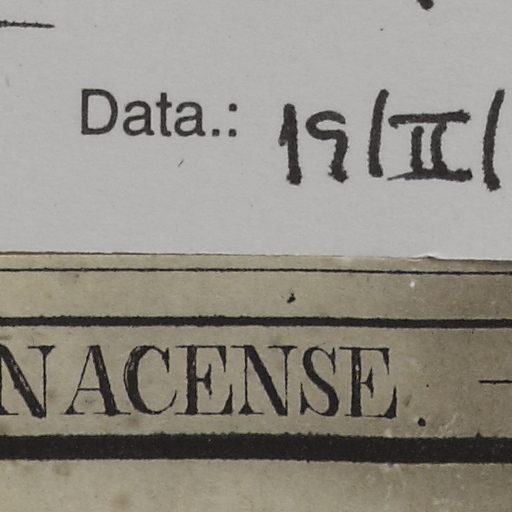 Data.: 19/II/
NACENSE.